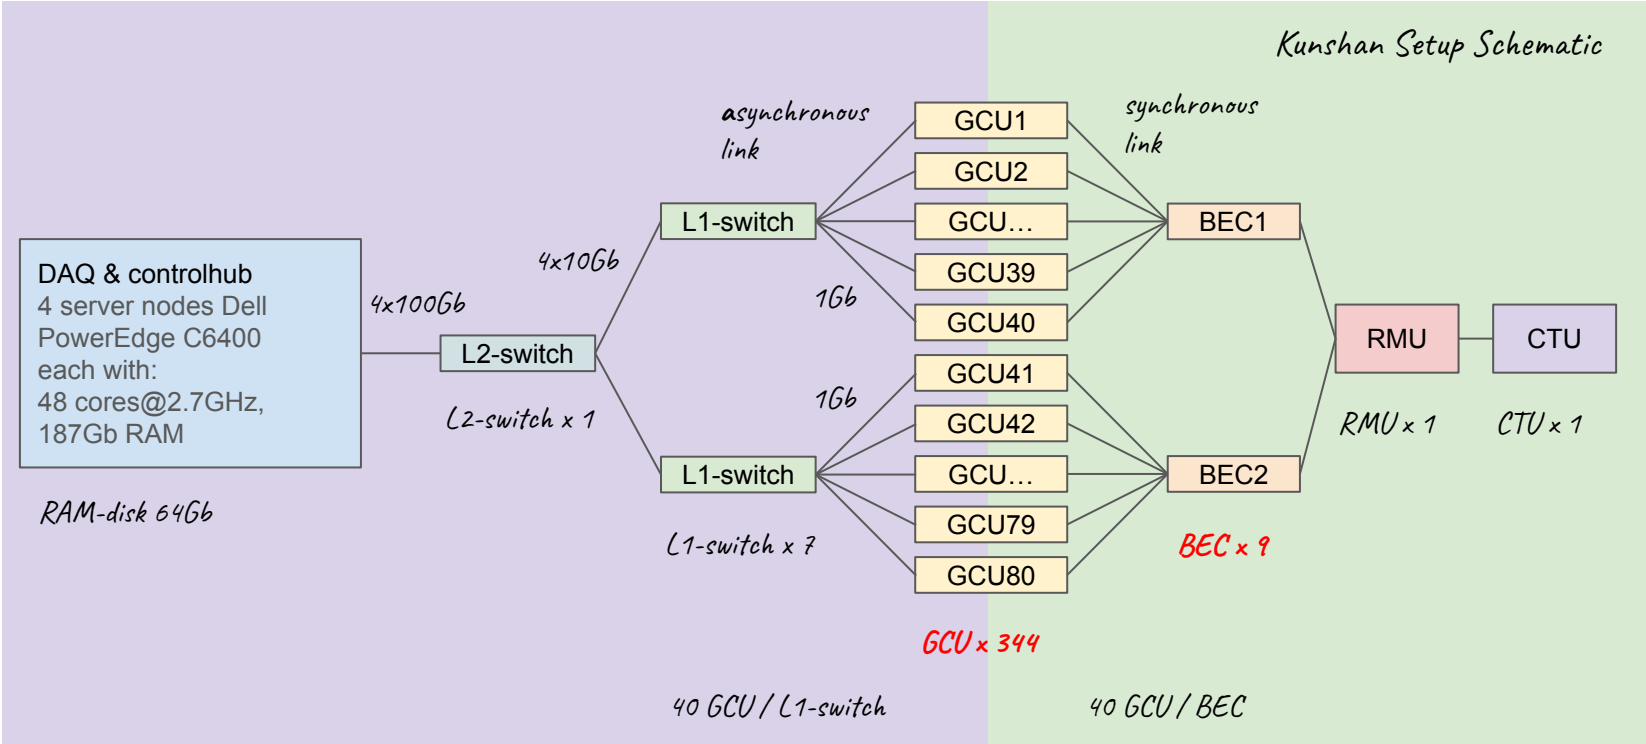 Kunshan Setup Schematic
asynchronous
link
synchronous
link
GCU1
GCU2
GCU...
GCU39
GCU40
GCU41
GCU42
GCU...
GCU79
GCU80
L1-switch
L1-switch
BEC1
BEC2
4x10Gb
1Gb
1Gb
DAQ & controlhub
4 server nodes Dell
PowerEdge C6400
each with:
48 cores@2.7GHz,
187Gb RAM
4x100Gb
L2-switch
L2-switch x 1
RMU
CTU
RMU x 1
CTU x 1
RAM-disk 64Gb
L1-switch x 7
BEC x 9
GCU x 344
40 GCU / L1-switch
40 GCU / BEC